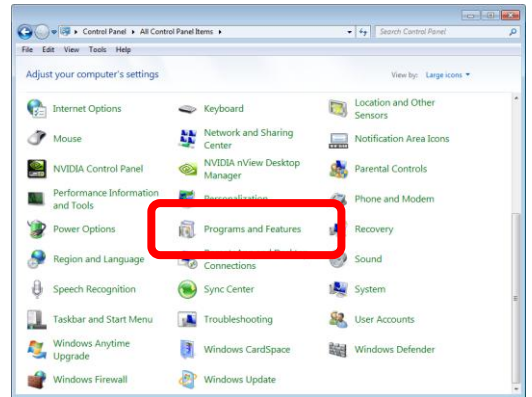 Control Panel ▸ All Control Panel Items ▸
Search Control Panel
File Edit View Tools Help
Adjust your computer's settings
View by: Large icons
Internet Options
Keyboard
Location and Other
Sensors
Mouse
Network and Sharing
Center
Notification Area Icons
NVIDIA Control Panel
NVIDIA nView Desktop
Manager
Parental Controls
Performance Information
and Tools
Personalization
Phone and Modem
Power Options
Programs and Features
Recovery
Region and Language
Connections
Sound
Speech Recognition
Sync Center
System
Taskbar and Start Menu
Troubleshooting
User Accounts
Windows Anytime
Upgrade
Windows CardSpace
Windows Defender
Windows Firewall
Windows Update